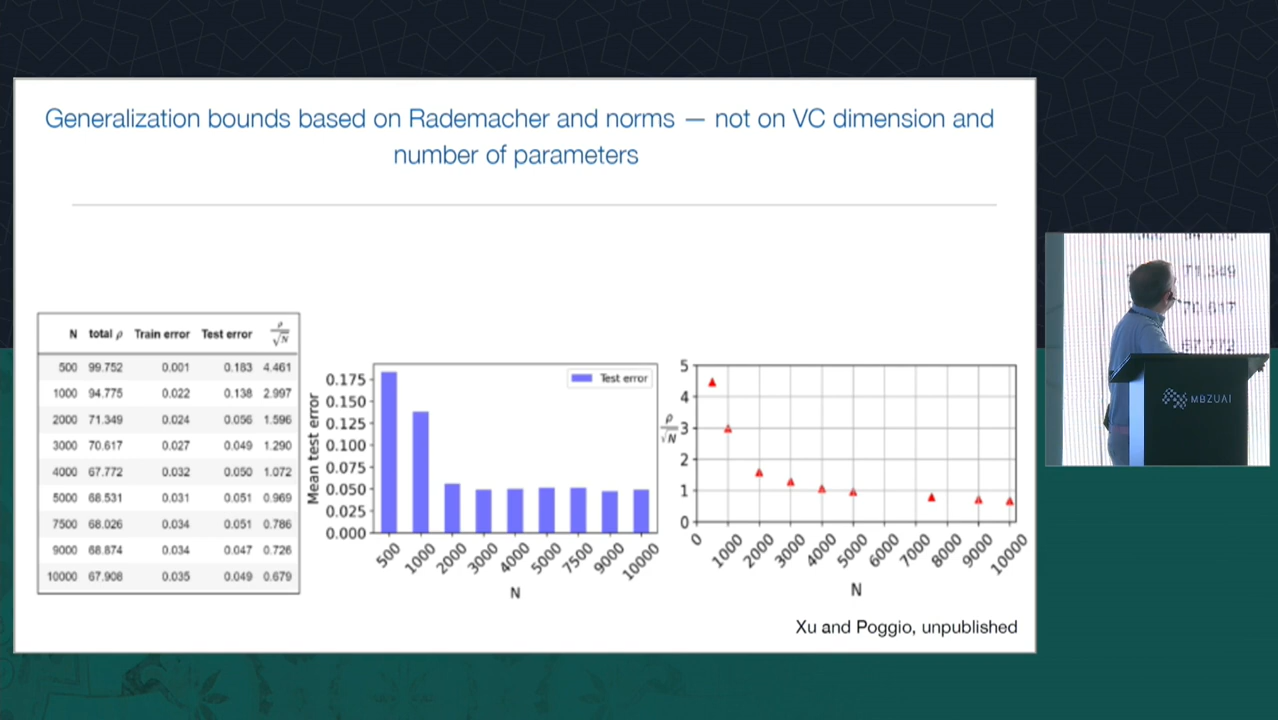 Generalization bounds based on Rademacher and norms — not on VC dimension and
number of parameters
N total ρ Train error Test error ρ/√N
500 99.752 0.001 0.183 4.461
1000 94.775 0.022 0.138 2.997
2000 71.349 0.024 0.056 1.596
3000 70.617 0.027 0.049 1.290
4000 67.772 0.032 0.050 1.072
5000 68.531 0.031 0.051 0.969
7500 68.026 0.034 0.051 0.786
9000 68.874 0.034 0.047 0.726
10000 67.908 0.035 0.049 0.679
Mean test error
0.175
0.150
0.125
0.100
0.075
0.050
0.025
0.000
Test error
500 1000 2000 3000 4000 5000 7500 9000 10000
N
ρ/√N
5
4
3
2
1
0
0 1000 2000 3000 4000 5000 6000 7000 8000 9000 10000
N
Xu and Poggio, unpublished
71.349
70.617
67.772
MBZUAI